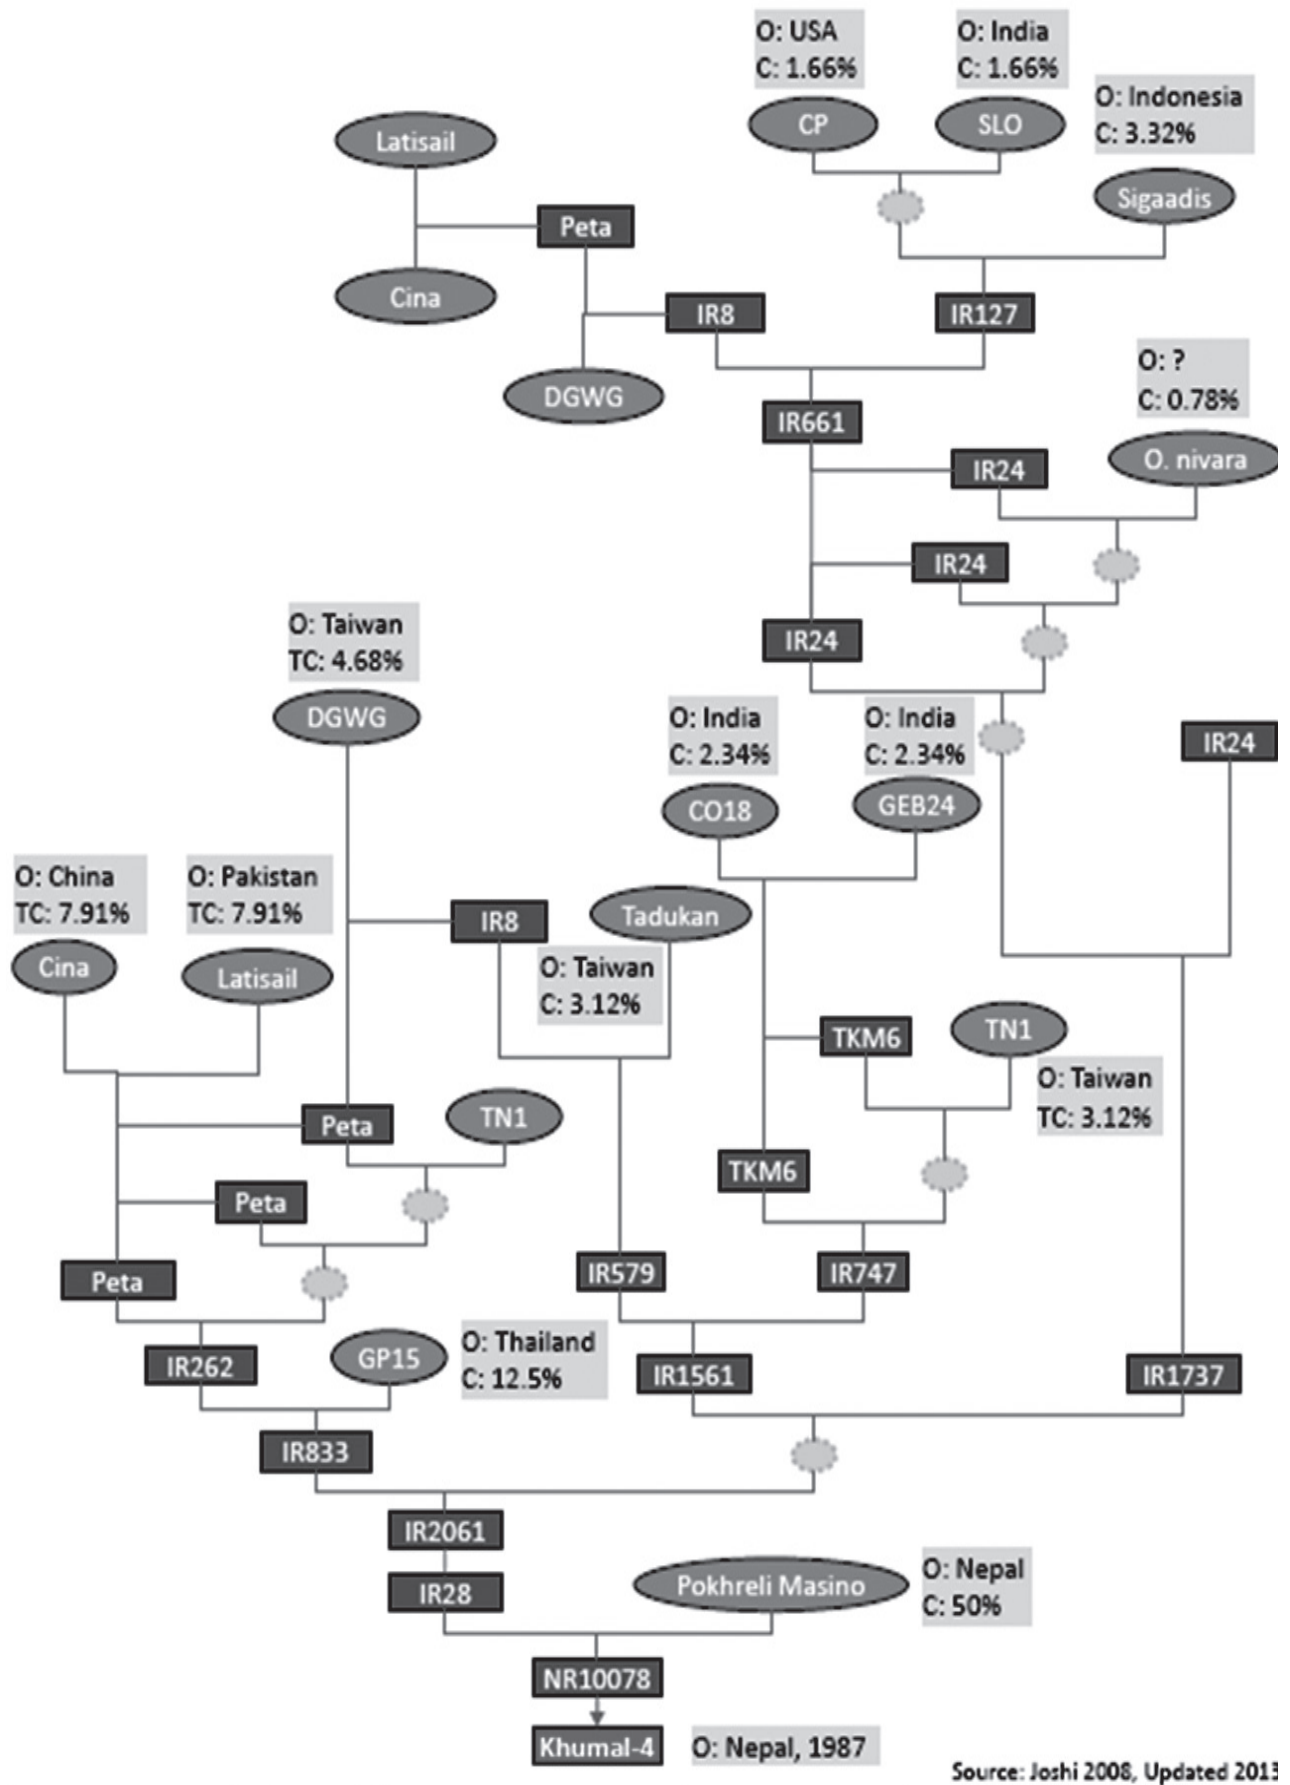 O: USA
C: 1.66%
O: India
C: 1.66%
O: Indonesia
C: 3.32%
CP
SLO
Latisail
Sigaadis
Peta
Cina
IR8
IR127
O: ?
C: 0.78%
DGWG
IR661
IR24
O. nivara
IR24
O: Taiwan
TC: 4.68%
IR24
DGWG
O: India
C: 2.34%
O: India
C: 2.34%
IR24
CO18
GEB24
O: China
TC: 7.91%
O: Pakistan
TC: 7.91%
IR8
Tadukan
Cina
Latisail
O: Taiwan
C: 3.12%
TKM6
TN1
O: Taiwan
TC: 3.12%
Peta
TN1
TKM6
Peta
Peta
IR579
IR747
IR262
GP15
O: Thailand
C: 12.5%
IR1561
IR1737
IR833
IR2061
IR28
Pokhreli Masino
O: Nepal
C: 50%
NR10078
Khumal-4
O: Nepal, 1987
Source: Joshi 2008, Updated 2013